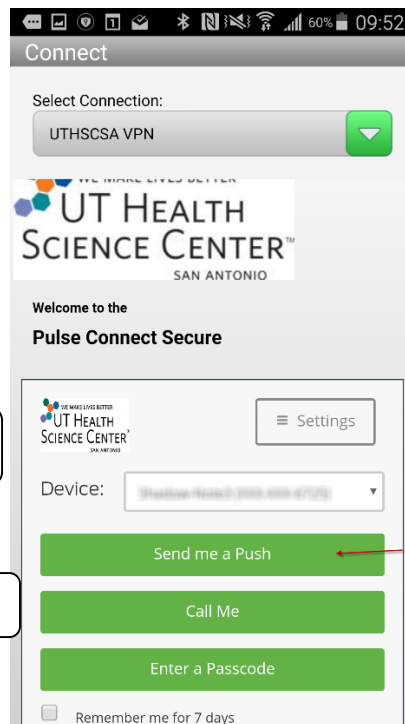 60% 09:52
Connect
Select Connection:
UTHSCSA VPN
WE MAKE LIVES BETTER
UT HEALTH
SCIENCE CENTER™
SAN ANTONIO
Welcome to the
Pulse Connect Secure
WE MAKE LIVES BETTER
UT HEALTH
SCIENCE CENTER
SAN ANTONIO
≡ Settings
Device:
Send me a Push
Call Me
Enter a Passcode
Remember me for 7 days